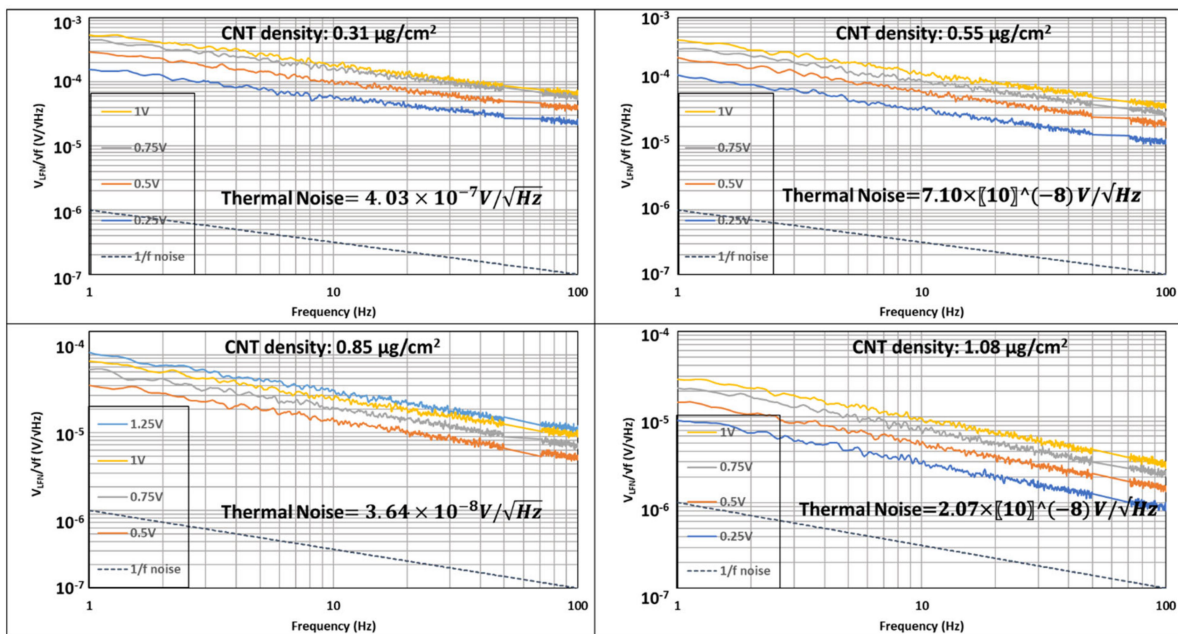 CNT density: 0.31 µg/cm²
10⁻³
10⁻⁴
10⁻⁵
10⁻⁶
10⁻⁷
V_LFN/√f (V/√Hz)
1V
0.75V
0.5V
0.25V
1/f noise
Thermal Noise= 4.03 × 10⁻⁷V/√Hz
1
10
100
Frequency (Hz)
CNT density: 0.55 µg/cm²
10⁻³
10⁻⁴
10⁻⁵
10⁻⁶
10⁻⁷
V_LFN/√f (V/√Hz)
1V
0.75V
0.5V
0.25V
1/f noise
Thermal Noise=7.10×〖10〗^(−8) V/√Hz
1
10
100
Frequency (Hz)
CNT density: 0.85 µg/cm²
10⁻⁴
10⁻⁵
10⁻⁶
10⁻⁷
V_LFN/√f (V/√Hz)
1.25V
1V
0.75V
0.5V
1/f noise
Thermal Noise= 3.64 × 10⁻⁸V/√Hz
1
10
100
Frequency (Hz)
CNT density: 1.08 µg/cm²
10⁻⁴
10⁻⁵
10⁻⁶
10⁻⁷
V_LFN/√f (V/√Hz)
1V
0.75V
0.5V
0.25V
1/f noise
Thermal Noise=2.07×〖10〗^(−8) V/√Hz
1
10
100
Frequency (Hz)